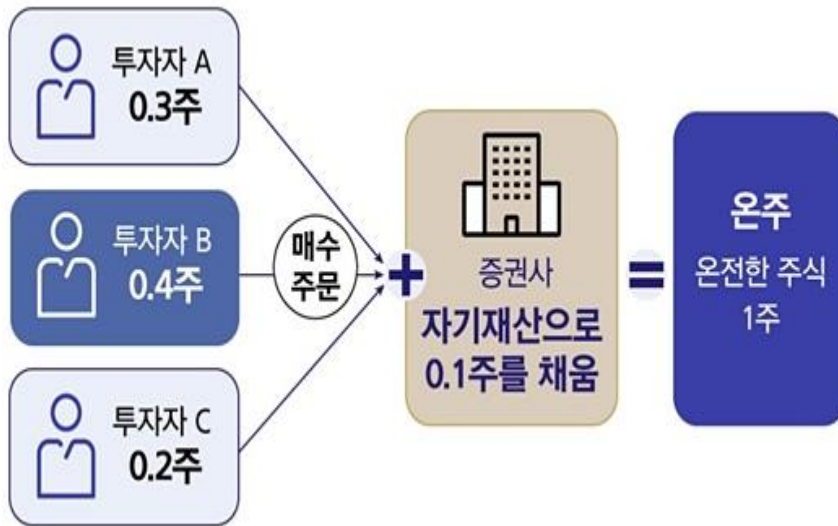 투자자 A
0.3주
투자자 B
0.4주
투자자 C
0.2주
매수
주문
+
증권사
자기재산으로
0.1주를 채움
=
온주
온전한 주식
1주